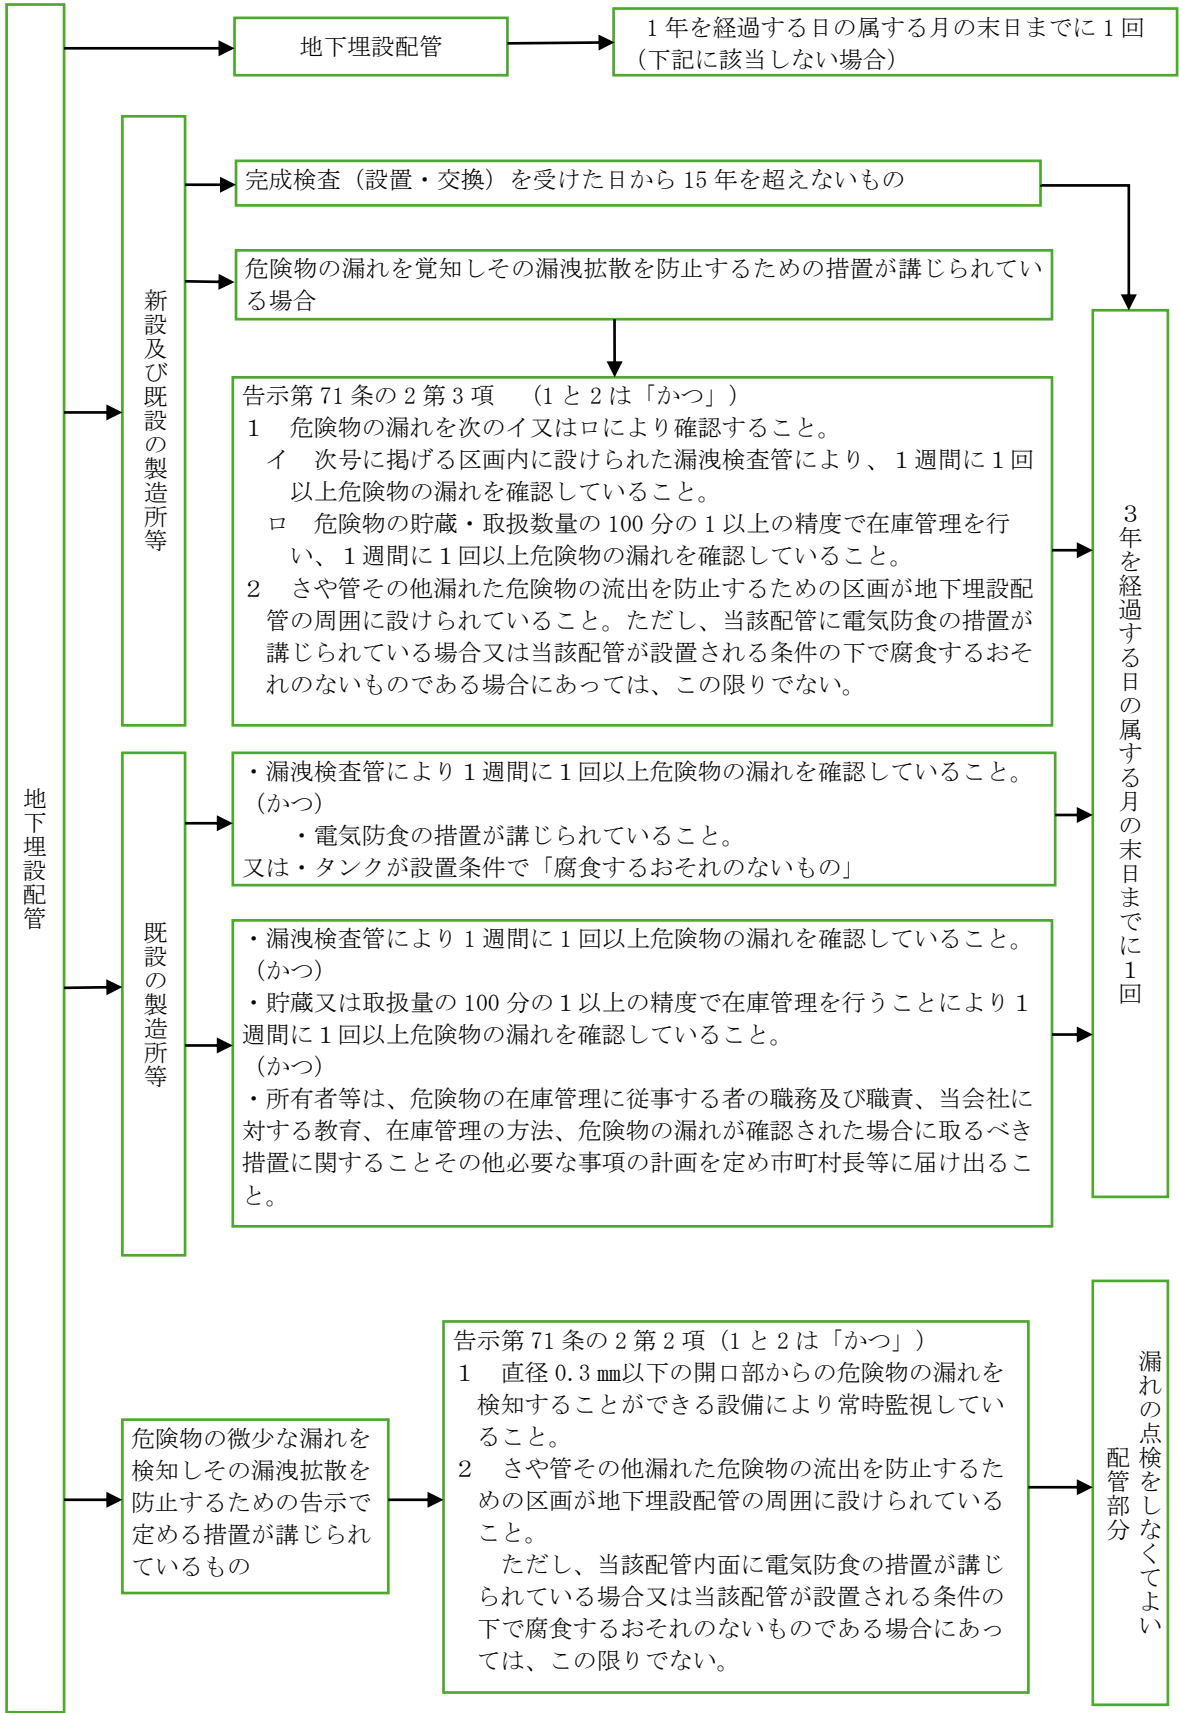 地下埋設配管
地下埋設配管
１年を経過する日の属する月の末日までに１回
（下記に該当しない場合）
新設及び既設の製造所等
完成検査（設置・交換）を受けた日から 15 年を超えないもの
危険物の漏れを覚知しその漏洩拡散を防止するための措置が講じられてい
る場合
告示第 71 条の２第３項　（1 と 2 は「かつ」）
１　危険物の漏れを次のイ又はロにより確認すること。
イ　次号に掲げる区画内に設けられた漏洩検査管により、１週間に１回
以上危険物の漏れを確認していること。
ロ　危険物の貯蔵・取扱数量の 100 分の１以上の精度で在庫管理を行
い、１週間に１回以上危険物の漏れを確認していること。
２　さや管その他漏れた危険物の流出を防止するための区画が地下埋設配
管の周囲に設けられていること。ただし、当該配管に電気防食の措置が
講じられている場合又は当該配管が設置される条件の下で腐食するおそ
れのないものである場合にあっては、この限りでない。
３年を経過する日の属する月の末日までに１回
既設の製造所等
・漏洩検査管により１週間に１回以上危険物の漏れを確認していること。
（かつ）
・電気防食の措置が講じられていること。
又は・タンクが設置条件で「腐食するおそれのないもの」
・漏洩検査管により１週間に１回以上危険物の漏れを確認していること。
（かつ）
・貯蔵又は取扱量の 100 分の１以上の精度で在庫管理を行うことにより１
週間に１回以上危険物の漏れを確認していること。
（かつ）
・所有者等は、危険物の在庫管理に従事する者の職務及び職責、当会社に
対する教育、在庫管理の方法、危険物の漏れが確認された場合に取るべき
措置に関することその他必要な事項の計画を定め市町村長等に届け出るこ
と。
危険物の微少な漏れを
検知しその漏洩拡散を
防止するための告示で
定める措置が講じられ
ているもの
告示第 71 条の２第２項（1 と 2 は「かつ」）
１　直径 0.3 ㎜以下の開口部からの危険物の漏れを
検知することができる設備により常時監視してい
ること。
２　さや管その他漏れた危険物の流出を防止するた
めの区画が地下埋設配管の周囲に設けられている
こと。
ただし、当該配管内面に電気防食の措置が講じ
られている場合又は当該配管が設置される条件の
下で腐食するおそれのないものである場合にあっ
ては、この限りでない。
漏れの点検をしなくてよい
配管部分